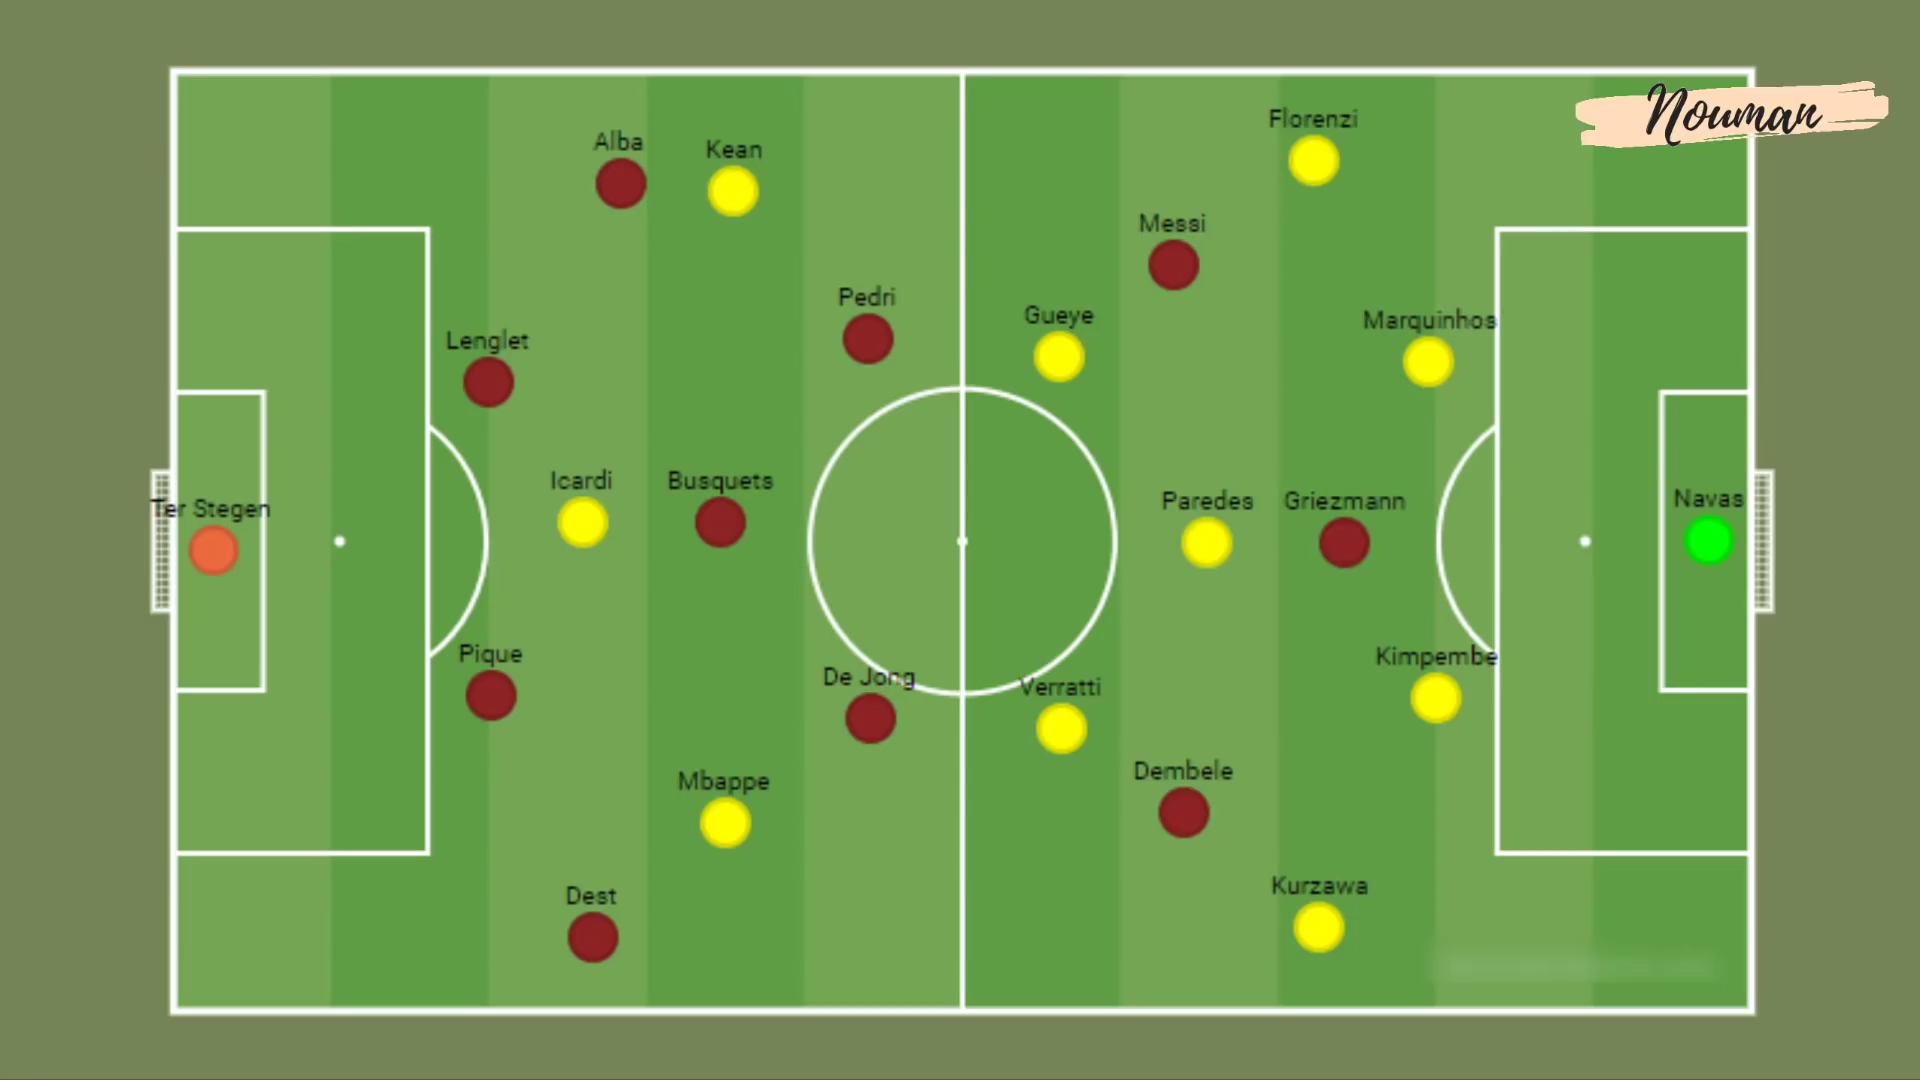 Nouman
Florenzi
Alba
Kean
Messi
Pedri
Gueye
Marquinhos
Lenglet
Icardi
Busquets
Paredes
Griezmann
Navas
Ter Stegen
Pique
Kimpembe
De Jong
Verratti
Dembele
Mbappe
Kurzawa
Dest